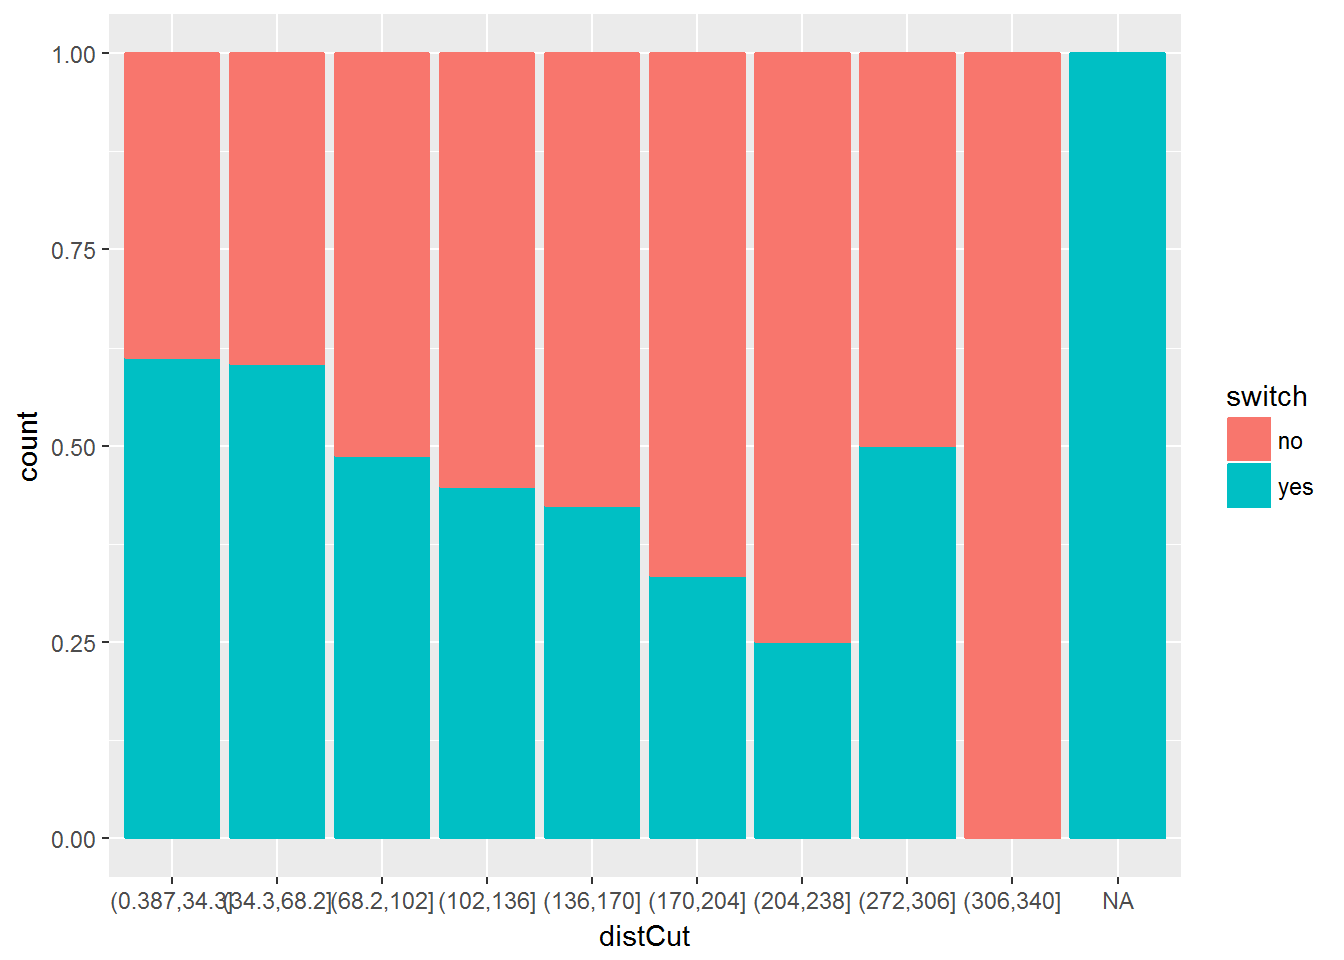 1.00
0.75
0.50
0.25
0.00
count
(0.387,34.3](34.3,68.2](68.2,102] (102,136] (136,170] (170,204] (204,238] (272,306] (306,340] NA
distCut
switch
no
yes